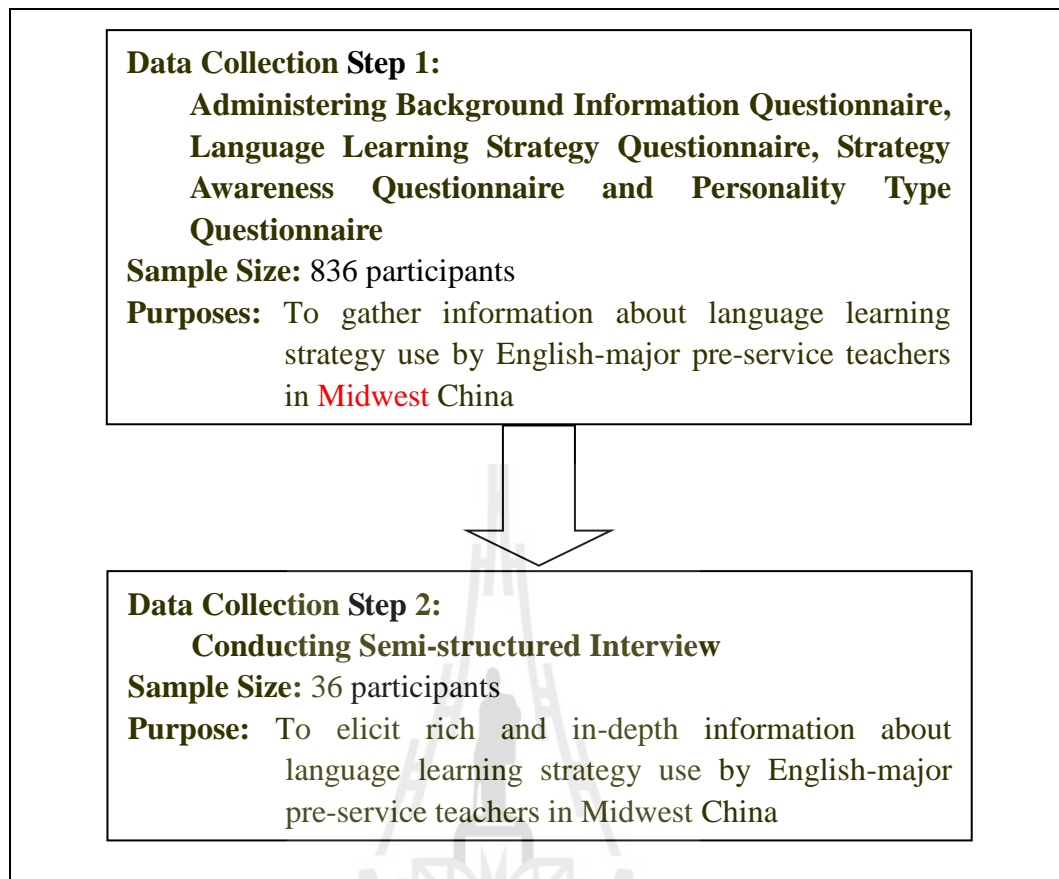 Data Collection Step 1:
Administering Background Information Questionnaire,
Language Learning Strategy Questionnaire, Strategy
Awareness Questionnaire and Personality Type
Questionnaire
Sample Size: 836 participants
Purposes: To gather information about language learning
strategy use by English-major pre-service teachers
in Midwest China
Data Collection Step 2:
Conducting Semi-structured Interview
Sample Size: 36 participants
Purpose: To elicit rich and in-depth information about
language learning strategy use by English-major
pre-service teachers in Midwest China